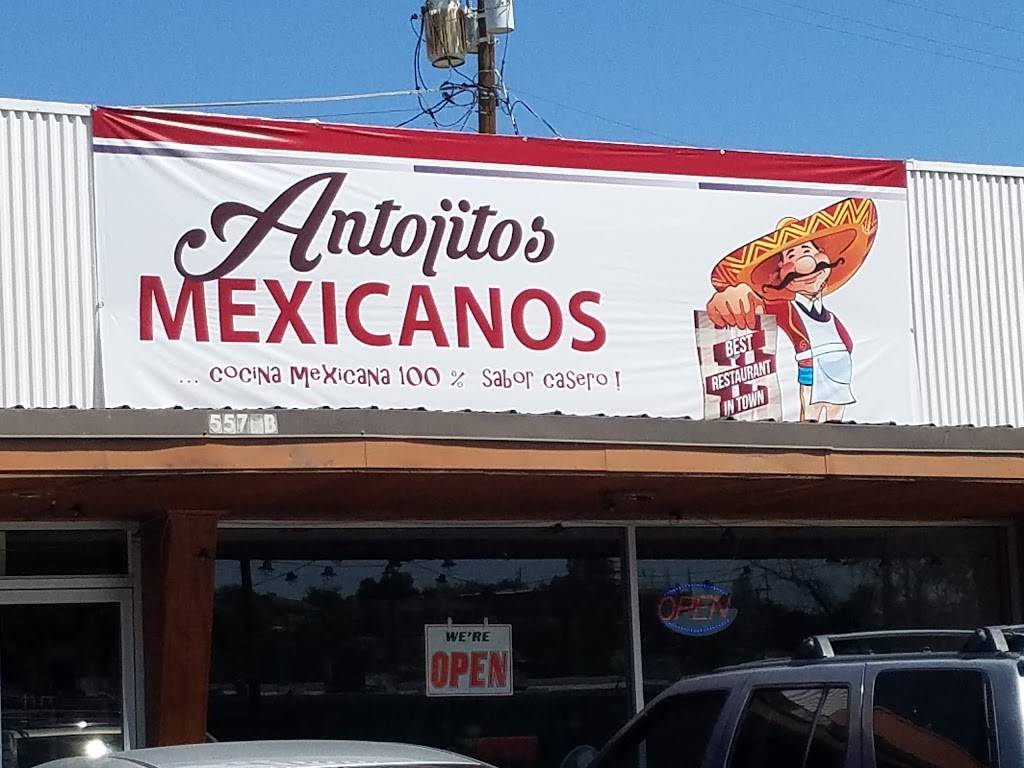 Antojitos
MEXICANOS
... cocina Mexicana 100 % sabor casero!
BEST
RESTAURANT
IN TOWN
557 B
WE'RE
OPEN
OPEN